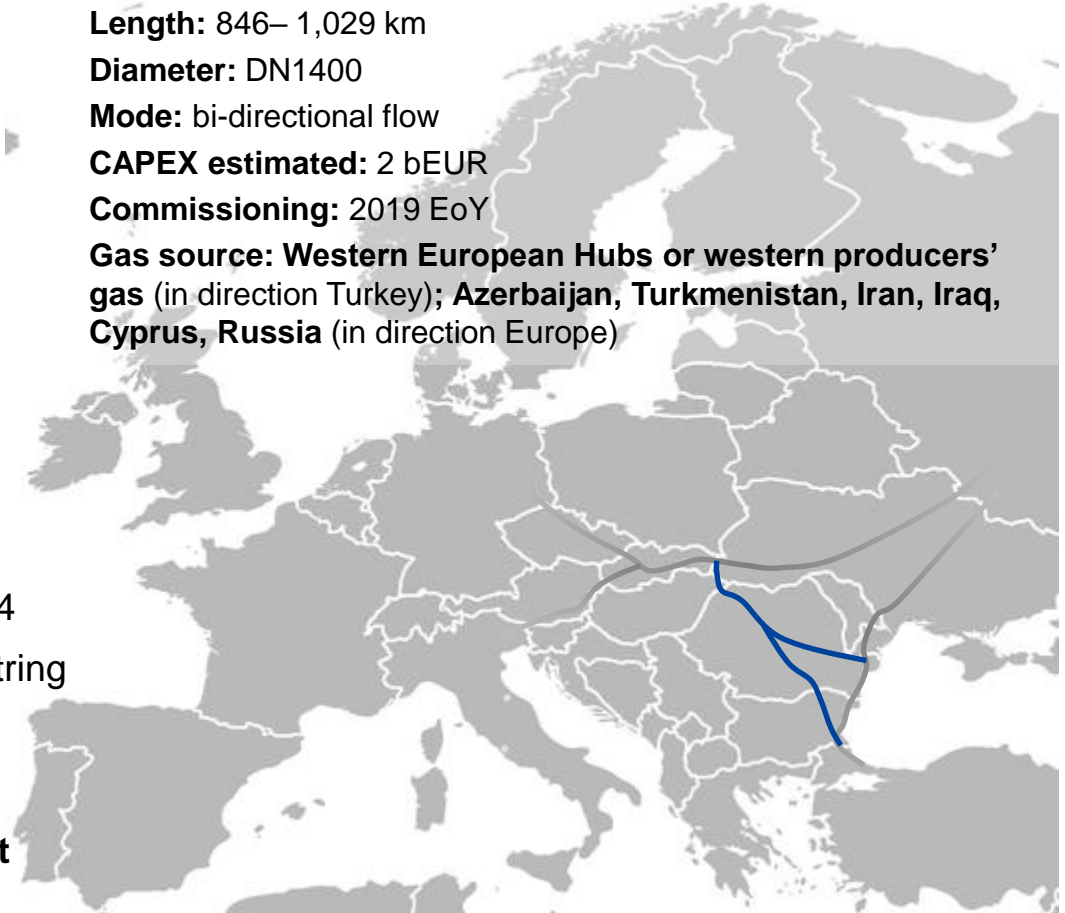 Length: 846– 1,029 km
Diameter: DN1400
Mode: bi-directional flow
CAPEX estimated: 2 bEUR
Commissioning: 2019 EoY
Gas source: Western European Hubs or western producers’
gas (in direction Turkey); Azerbaijan, Turkmenistan, Iran, Iraq,
Cyprus, Russia (in direction Europe)
4
tring
t